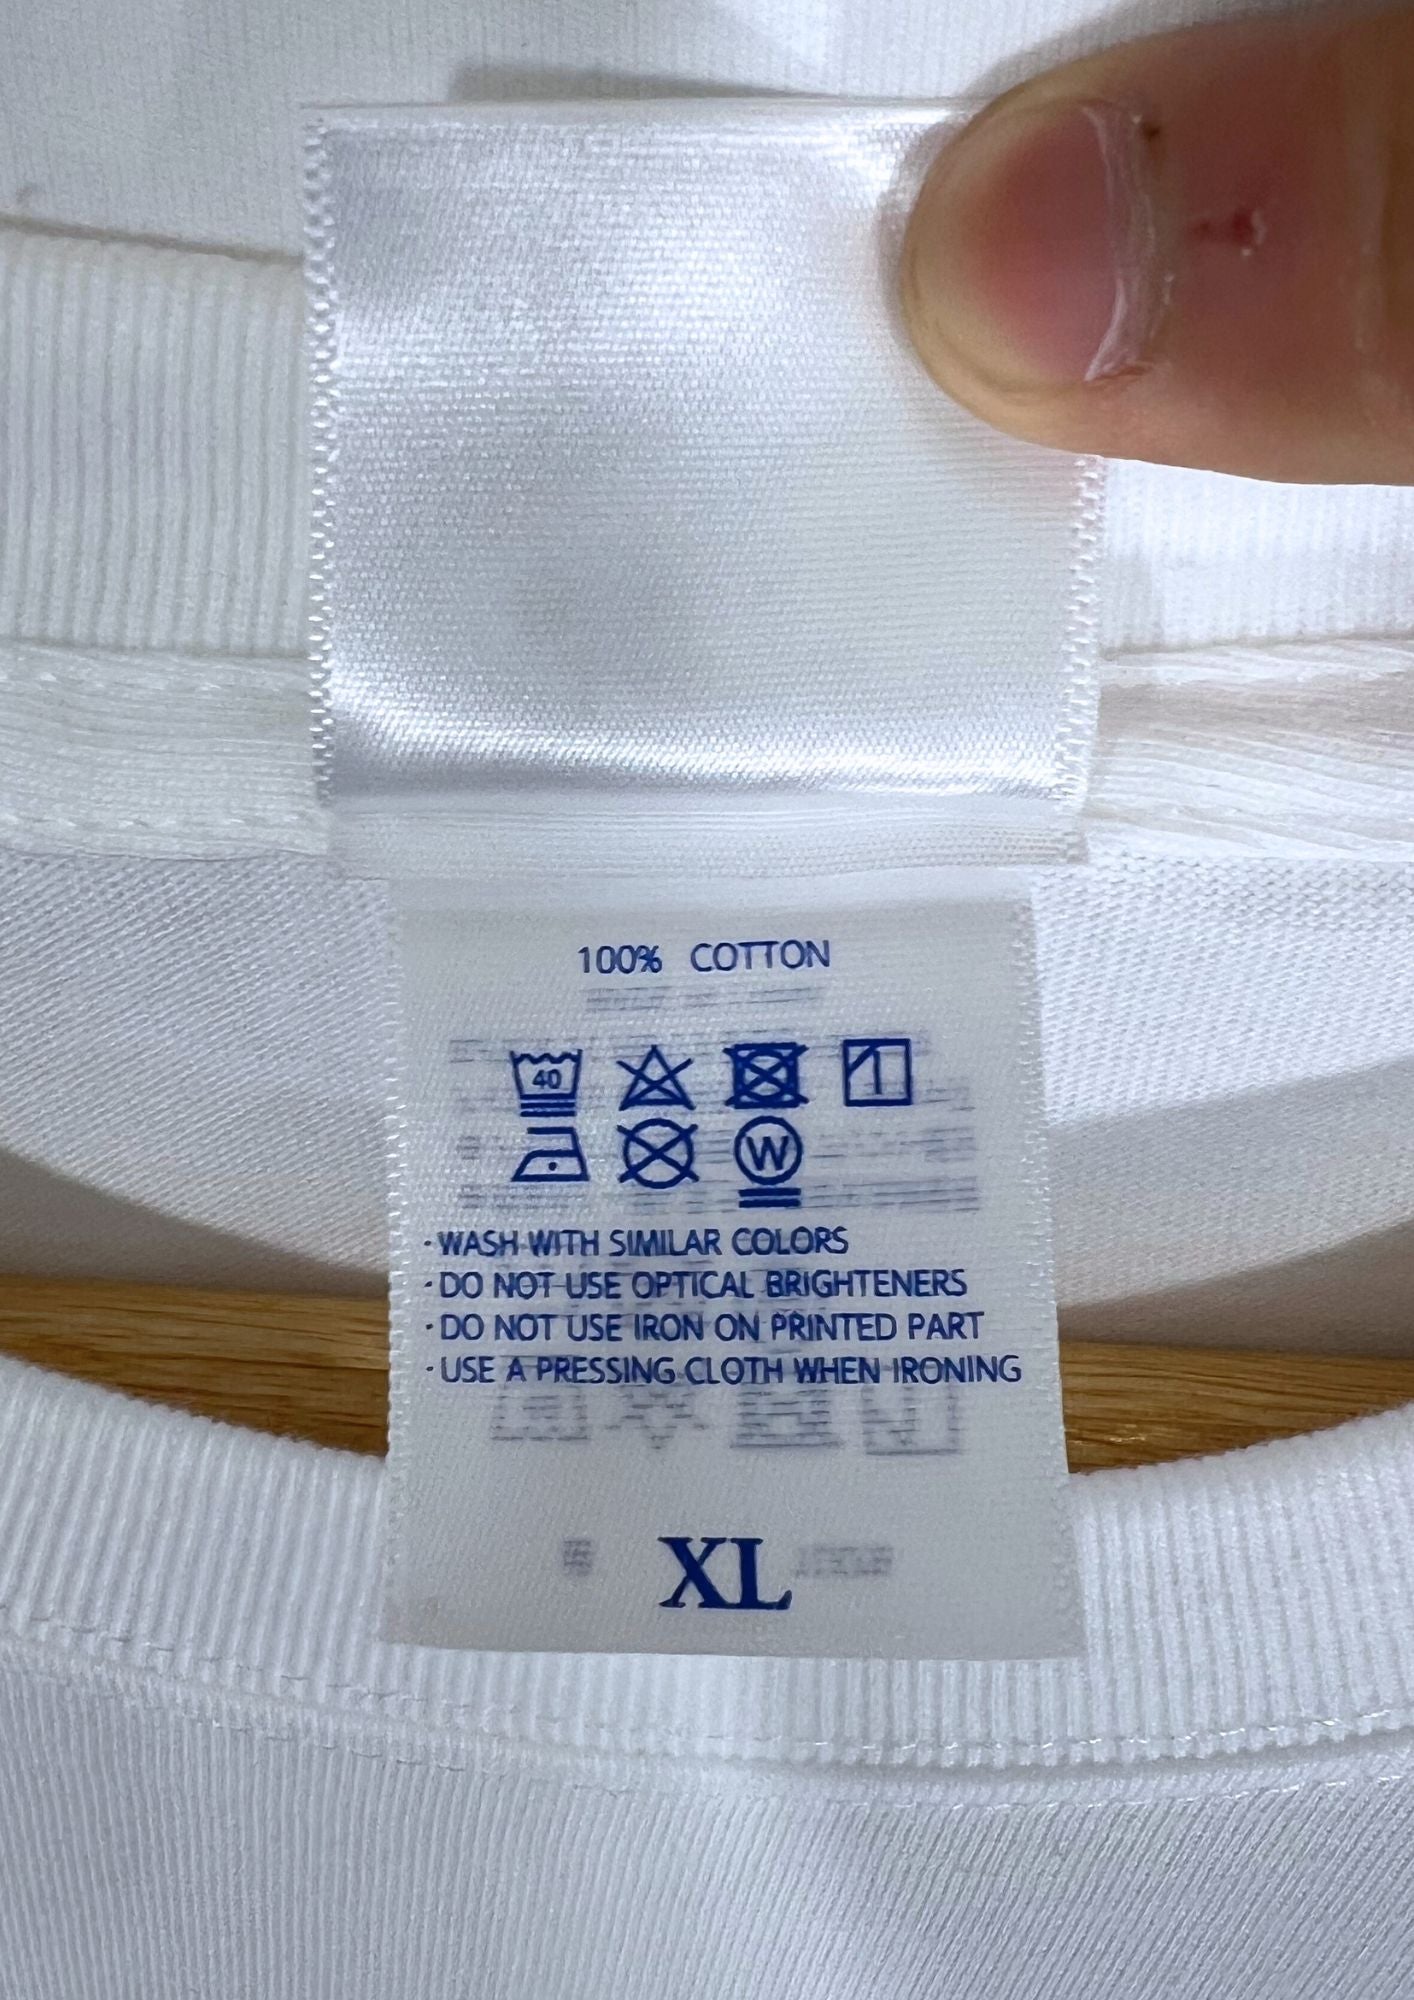 100% COTTON
40
W
· WASH WITH SIMILAR COLORS
· DO NOT USE OPTICAL BRIGHTENERS
· DO NOT USE IRON ON PRINTED PART
· USE A PRESSING CLOTH WHEN IRONING
XL